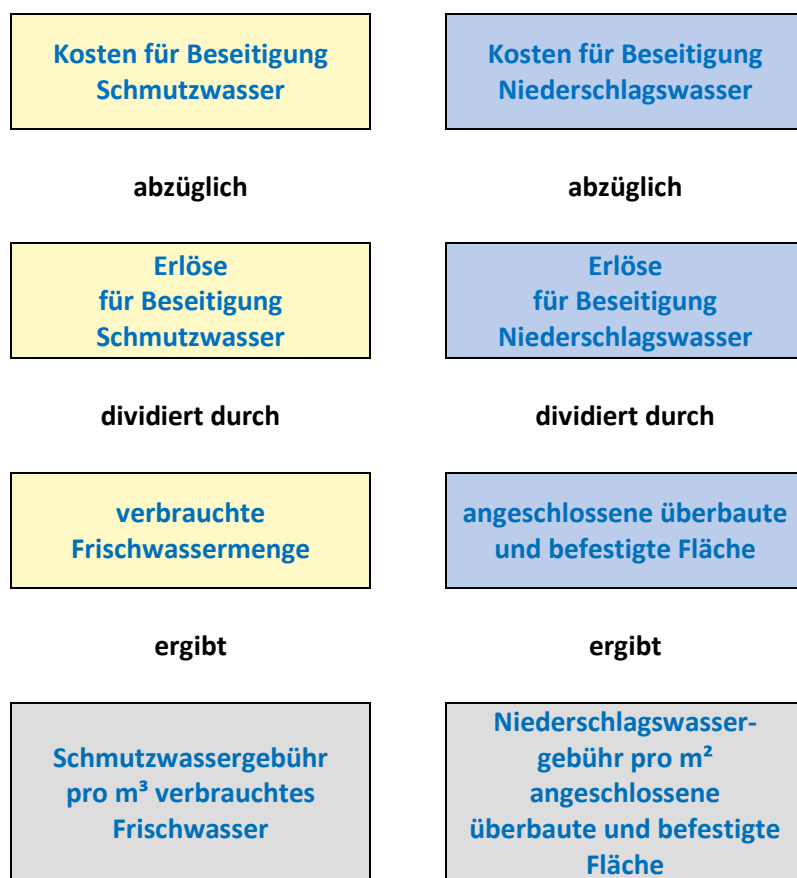 Kosten für Beseitigung
Schmutzwasser
abzüglich
Erlöse
für Beseitigung
Schmutzwasser
dividiert durch
verbrauchte
Frischwassermenge
ergibt
Schmutzwassergebühr
pro m³ verbrauchtes
Frischwasser
Kosten für Beseitigung
Niederschlagswasser
abzüglich
Erlöse
für Beseitigung
Niederschlagswasser
dividiert durch
angeschlossene überbaute
und befestigte Fläche
ergibt
Niederschlagswasser-
gebühr pro m²
angeschlossene
überbaute und befestigte
Fläche